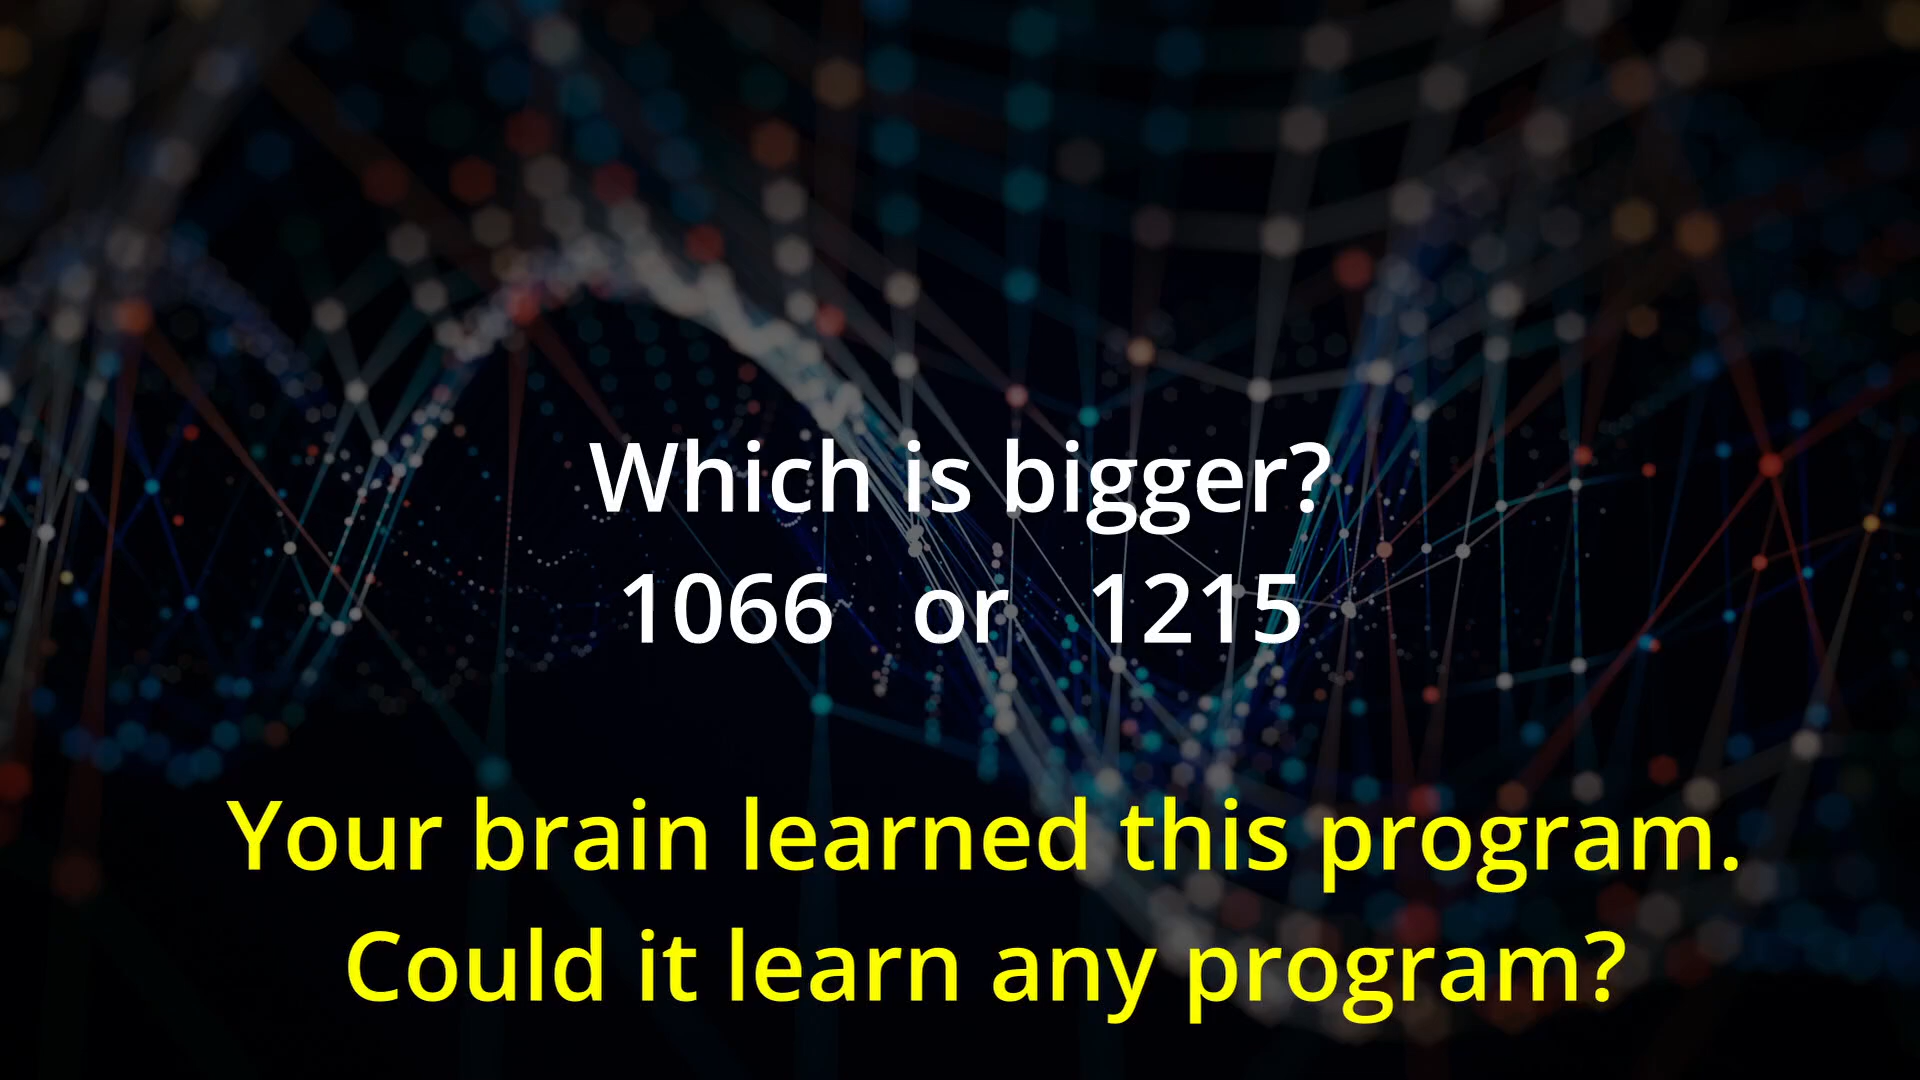 Which is bigger?
1066 or 1215
Your brain learned this program.
Could it learn any program?